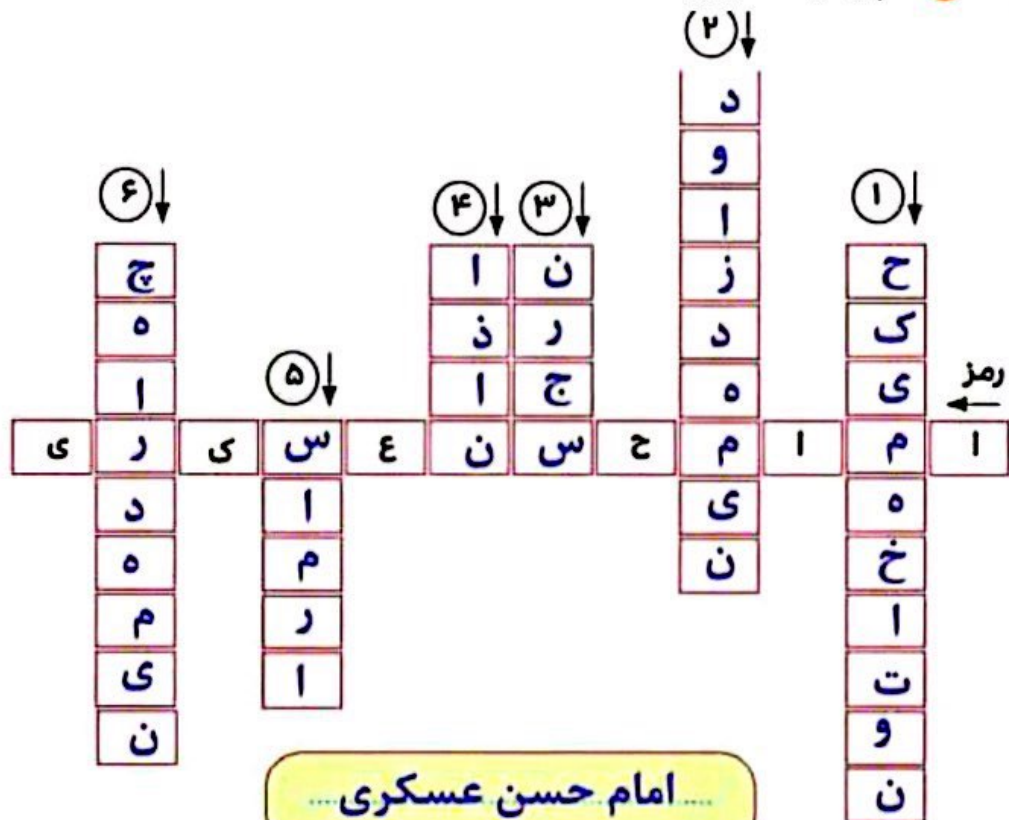 ۱
ح ک ی م ه خ ا ت و ن
۲
د و ا ز د ه م ی ن
۳
ن ر ج س
۴
ا ذ ا ن
۵
س ا م ر ا
۶
چ ه ا ر د ه م ی ن
رمز
ا م ا م ح س ن ع س ک ر ی
امام حسن عسکری